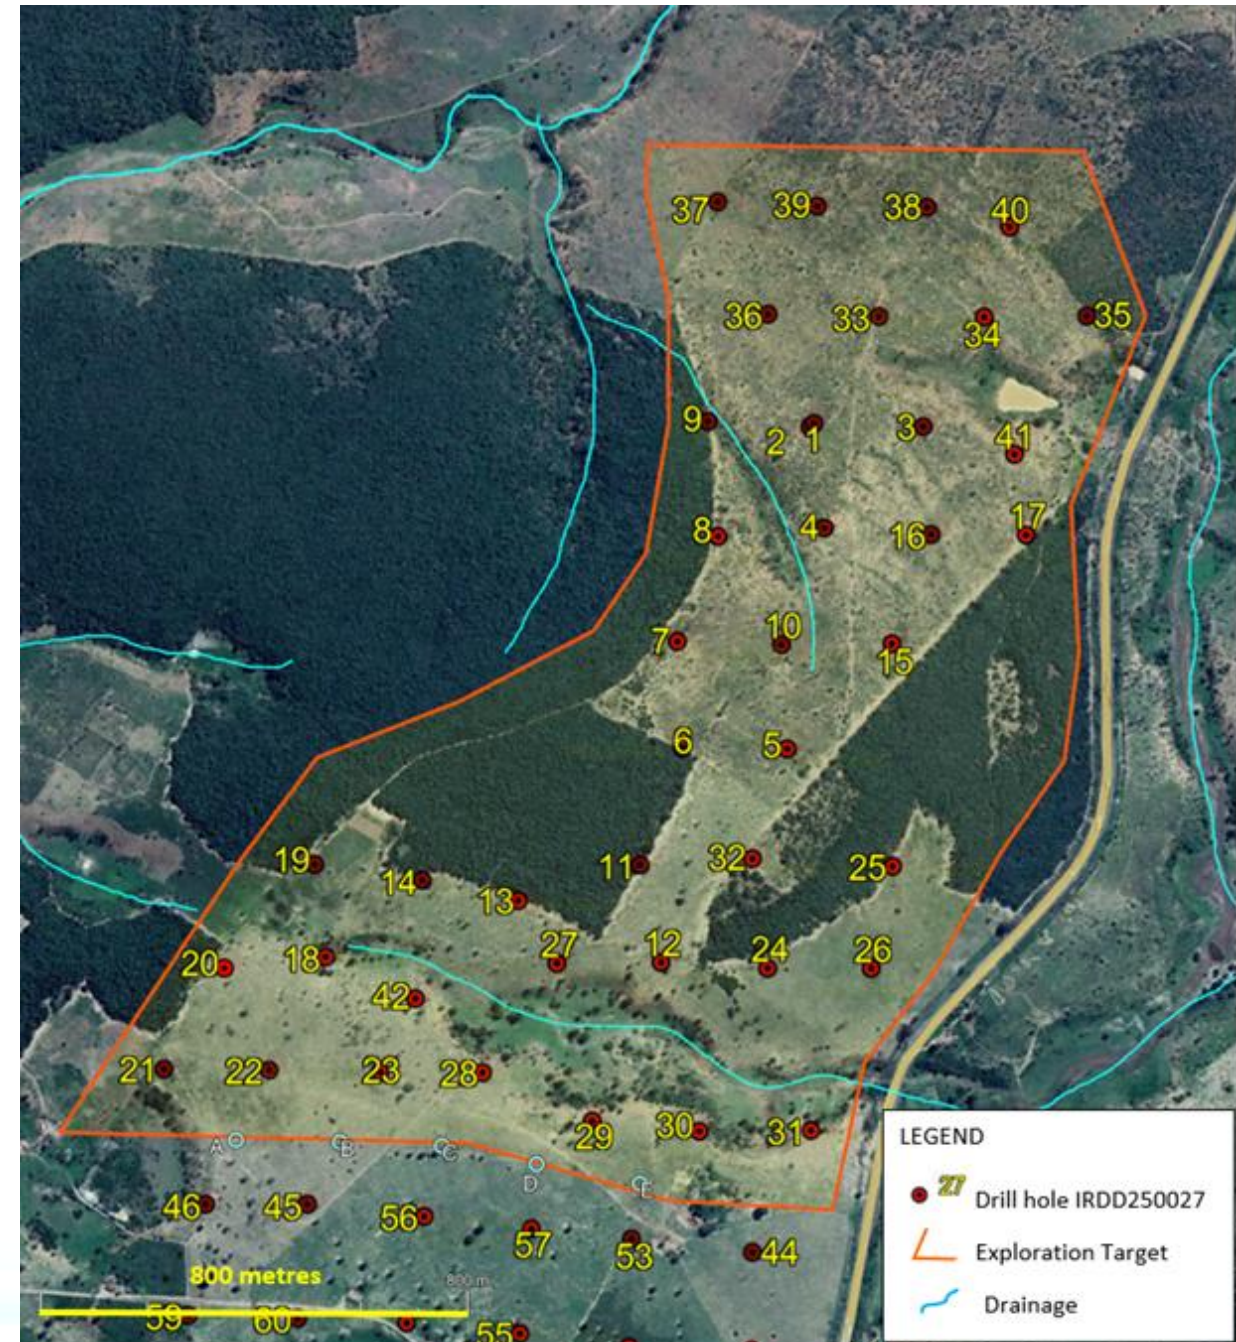 37 39 38 40
36 33 34 35
9 2 1 3 41
8 4 16 17
7 10 15
6 5
19 14 13 11 32 25
20 18 27 12 24 26
42
21 22 23 28
29 30 31
A B C
D E
46 45 56 57 53 44
800 metres
800 m
59 60 55
LEGEND
27 Drill hole IRDD250027
Exploration Target
Drainage